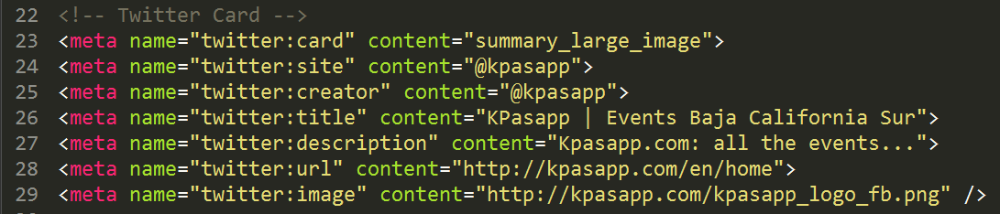 22 <!-- Twitter Card -->
23 <meta name="twitter:card" content="summary_large_image">
24 <meta name="twitter:site" content="@kpasapp">
25 <meta name="twitter:creator" content="@kpasapp">
26 <meta name="twitter:title" content="KPasapp | Events Baja California Sur">
27 <meta name="twitter:description" content="Kpasapp.com: all the events...">
28 <meta name="twitter:url" content="http://kpasapp.com/en/home">
29 <meta name="twitter:image" content="http://kpasapp.com/kpasapp_logo_fb.png" />